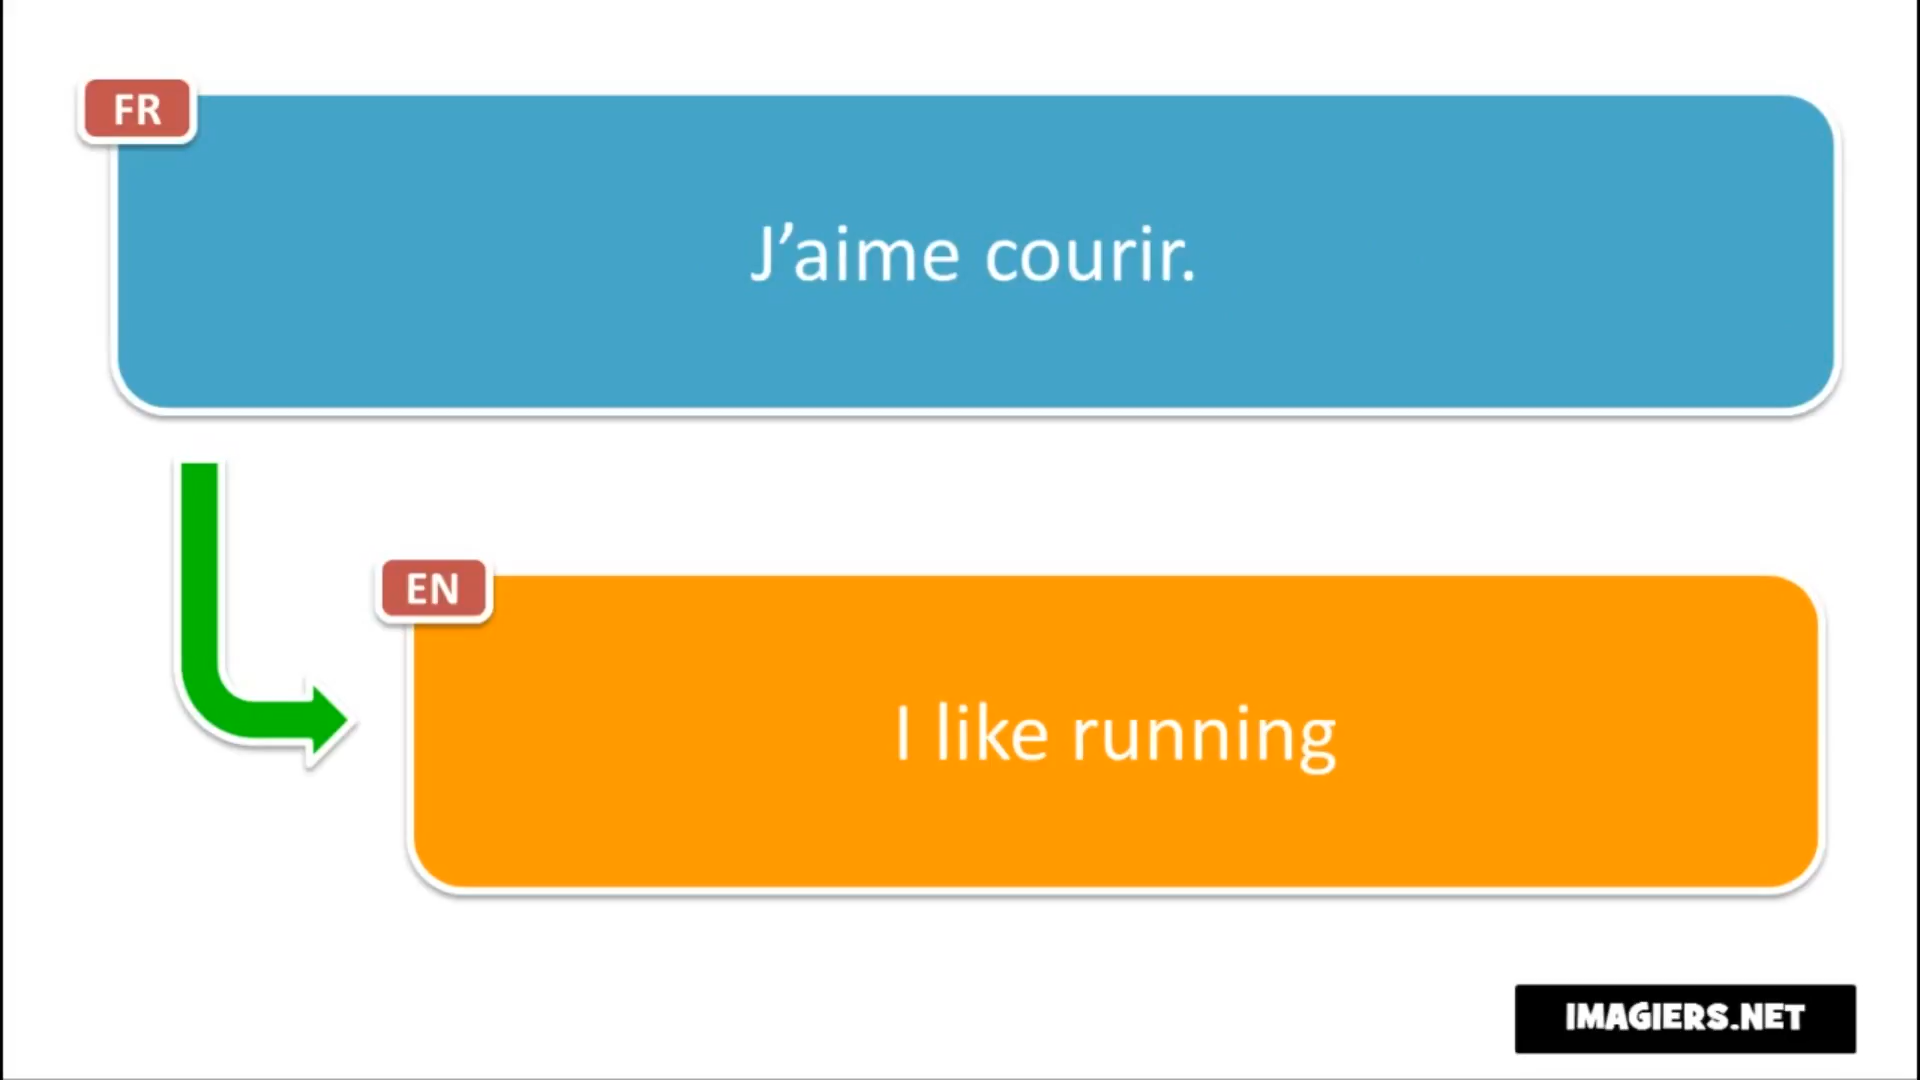 FR
J’aime courir.
EN
I like running
IMAGIERS.NET